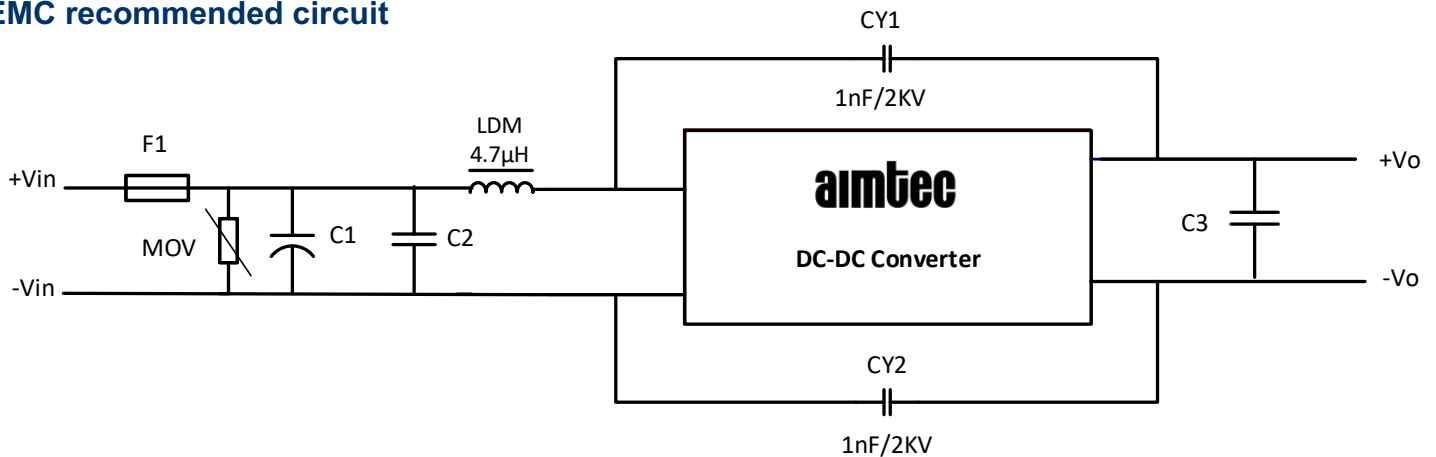 EMC recommended circuit
CY1
1nF/2KV
LDM
4.7µH
F1
+Vin
MOV
C1
C2
-Vin
aimtec
DC-DC Converter
+Vo
C3
-Vo
CY2
1nF/2KV